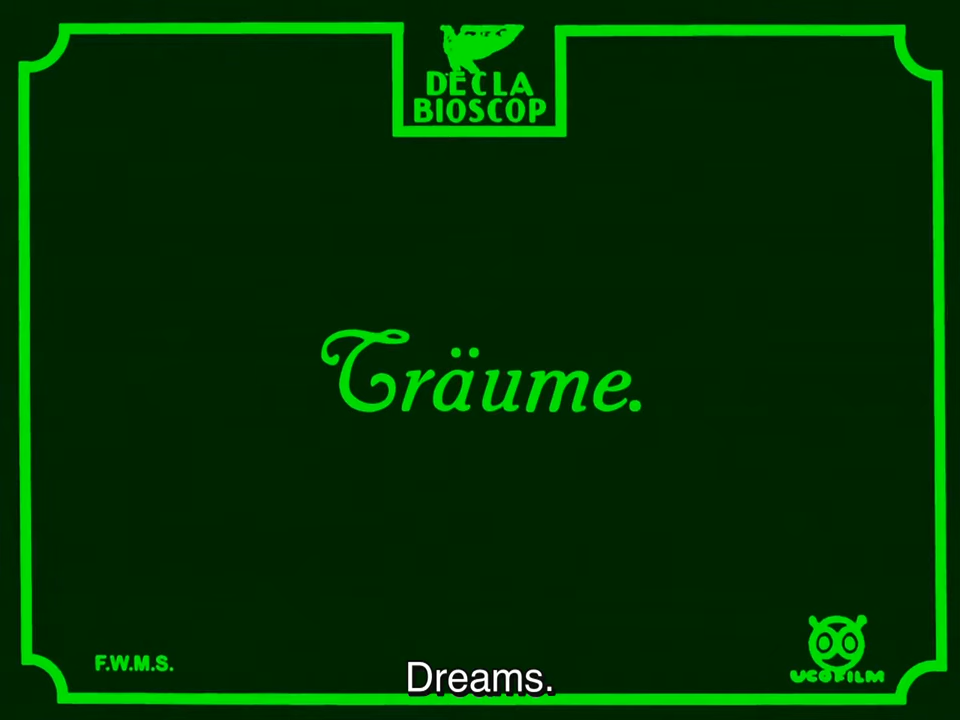 DECLA
BIOSCOP
Träume.
F.W.M.S.
UCOFILM
Dreams.